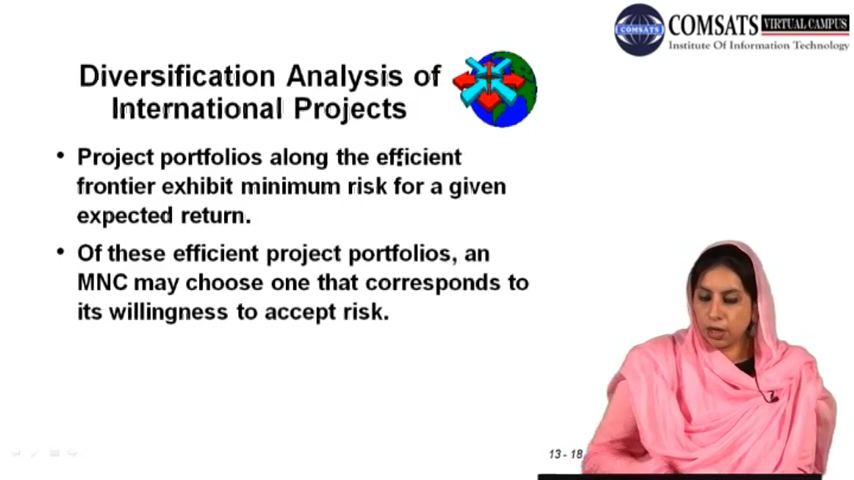 COMSATS VIRTUAL CAMPUS
COMSATS
Institute Of Information Technology
Diversification Analysis of
International Projects
• Project portfolios along the efficient
frontier exhibit minimum risk for a given
expected return.
• Of these efficient project portfolios, an
MNC may choose one that corresponds to
its willingness to accept risk.
13 - 18